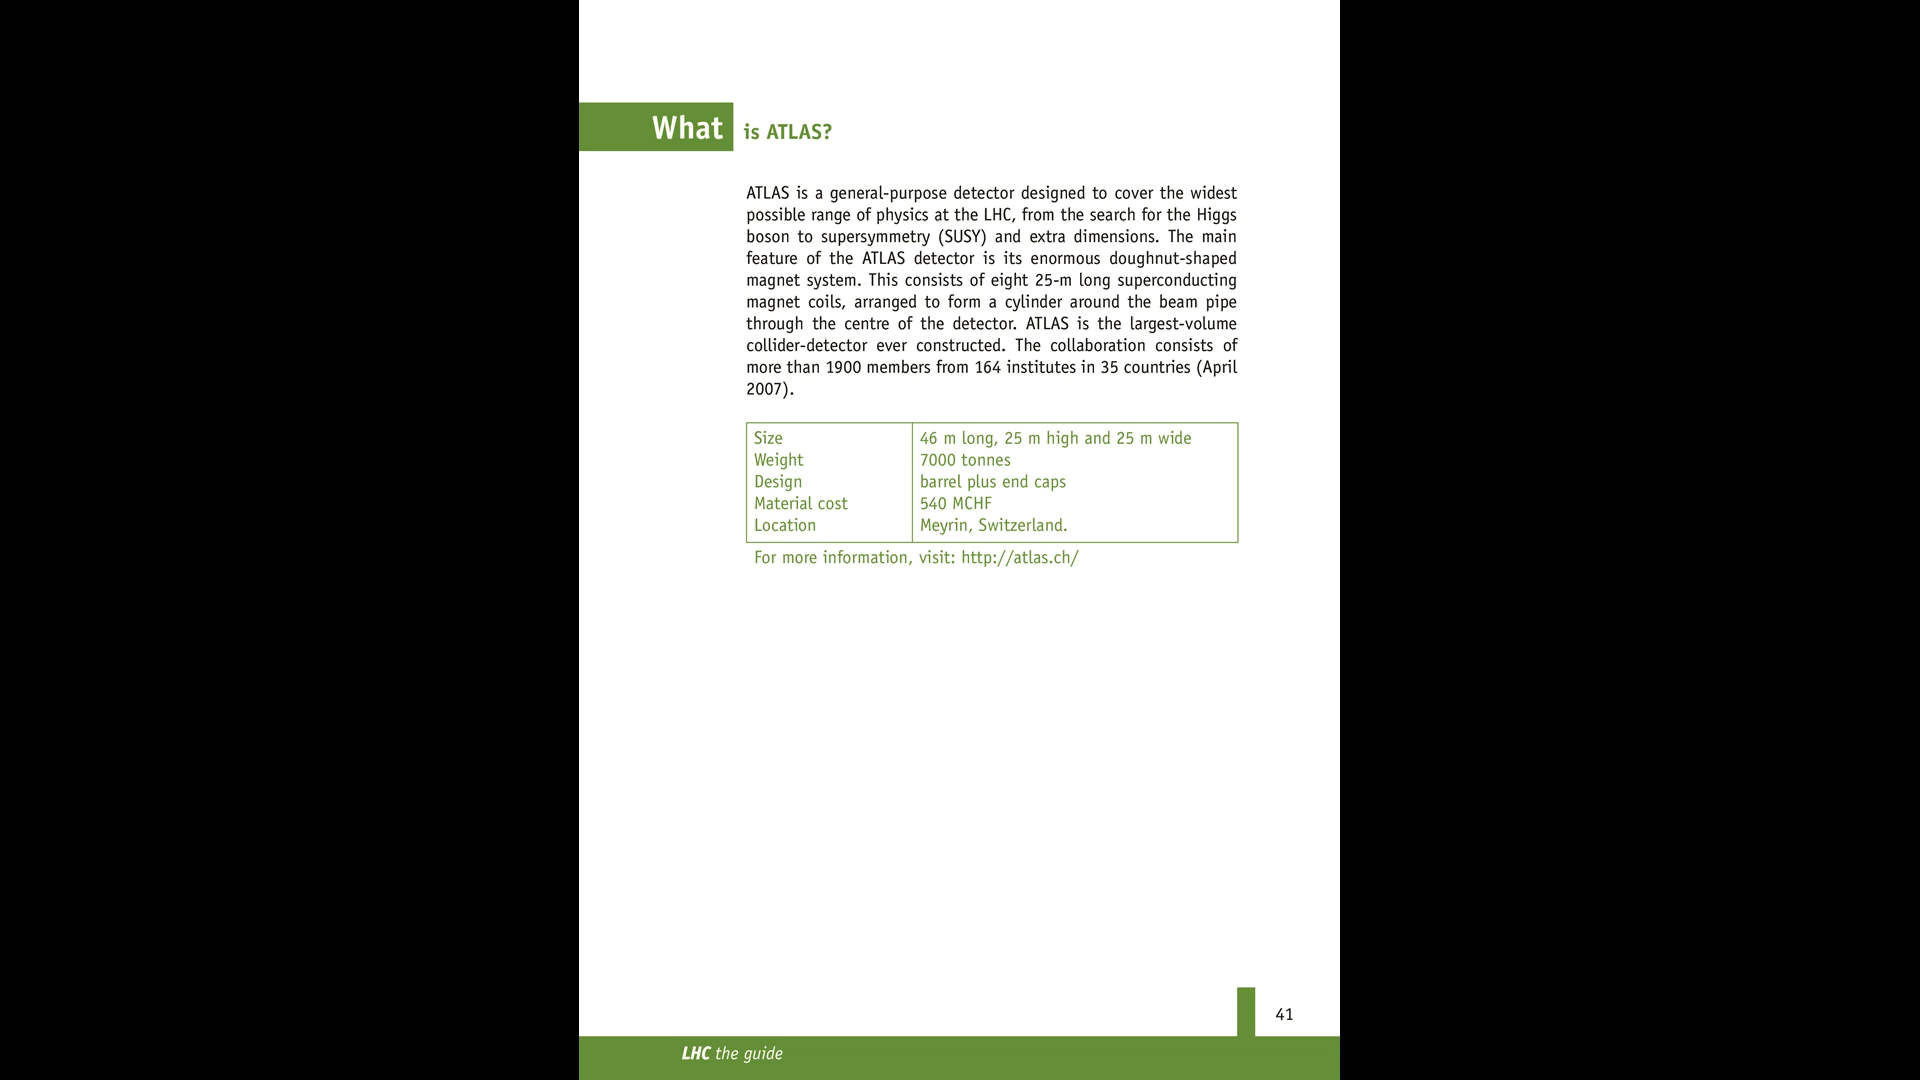 What is ATLAS?
ATLAS is a general-purpose detector designed to cover the widest
possible range of physics at the LHC, from the search for the Higgs
boson to supersymmetry (SUSY) and extra dimensions. The main
feature of the ATLAS detector is its enormous doughnut-shaped
magnet system. This consists of eight 25-m long superconducting
magnet coils, arranged to form a cylinder around the beam pipe
through the centre of the detector. ATLAS is the largest-volume
collider-detector ever constructed. The collaboration consists of
more than 1900 members from 164 institutes in 35 countries (April
2007).
Size 46 m long, 25 m high and 25 m wide
Weight 7000 tonnes
Design barrel plus end caps
Material cost 540 MCHF
Location Meyrin, Switzerland.
For more information, visit: http://atlas.ch/
41
LHC the guide